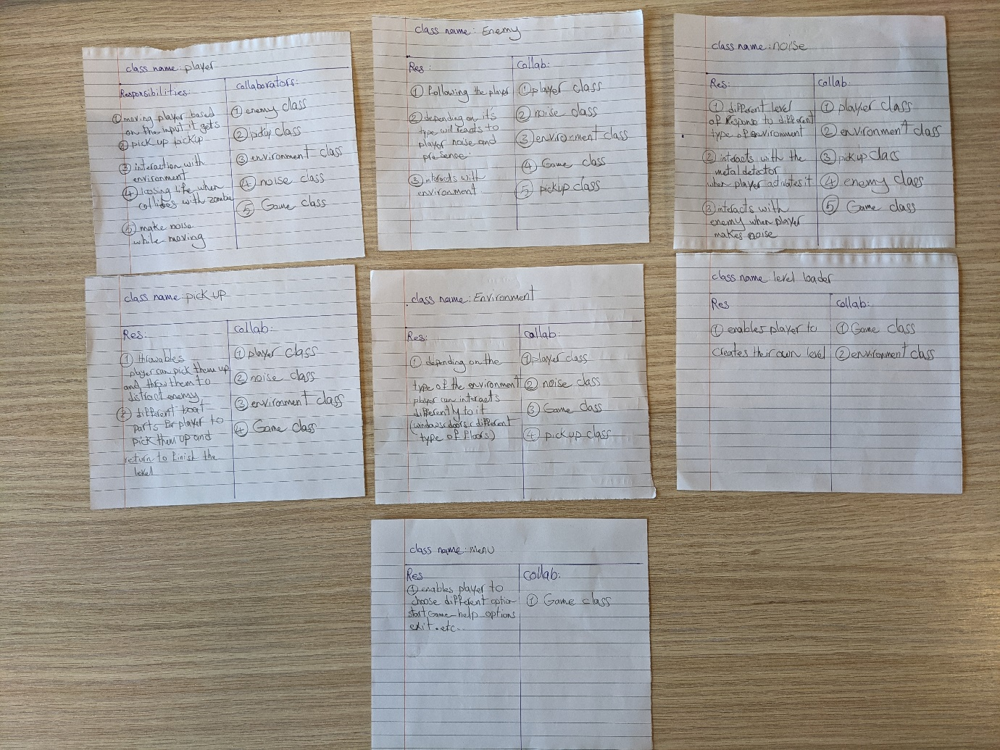 class name: player
Responsibilities:
① moving player based
on the input it gets
② pick up pickup
③ interaction with
environment
④ loosing life when
collides with zombe
⑤ make noise
while moving
Collaborators:
① enemy class
② pickup class
③ environment class
④ noise class
⑤ Game class
class name: Enemy
Res:
① following the player
② depending on it's
type will reacts to
player noise and
presense.
③ interacts with
environment
Collab:
① player class
② noise class
③ environment class
④ Game class
⑤ pickup class
class name: noise
Res:
① different level
of Response to different
type of environment
② interacts with the
metal detector
when player activates it
③ interacts with
enemy when player
makes noise
Collab:
① player class
② environment class
③ pickup class
④ enemy class
⑤ Game class
class name: pick up
Res:
① throwables
player can pick them up
and throw them to
distract enemy
② different boat
parts for player to
pick them up and
return to finish the
level
Collab:
① player class
② noise class
③ environment class
④ Game class
class name: Environment
Res:
① depending on the
type of the environment
player can interacts
differently to it
(windows, doors, different
type of floors)
Collab:
① player class
② noise class
③ Game class
④ pickup class
class name: level loader
Res
① enables player to
creates their own level
Collab:
① Game class
② environment class
class name: menu
Res
① enables player to
choose different option
start Game - help options
exit . etc...
Collab:
① Game class